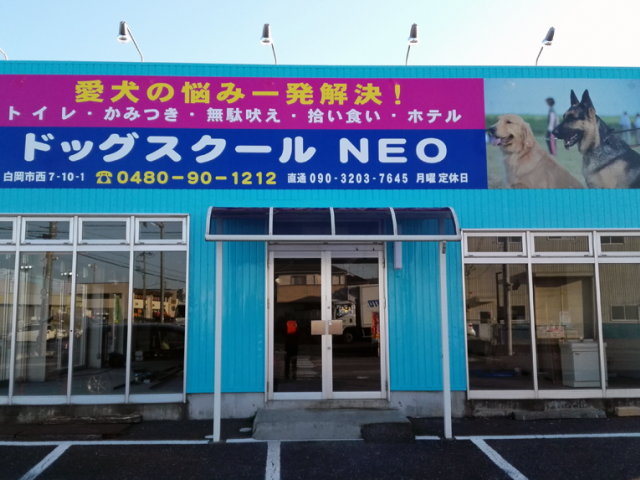 愛犬の悩み一発解決！
トイレ・かみつき・無駄吠え・拾い食い・ホテル
ドッグスクール NEO
白岡市西7-10-1 ☎0480-90-1212 直通 090-3203-7645 月曜定休日